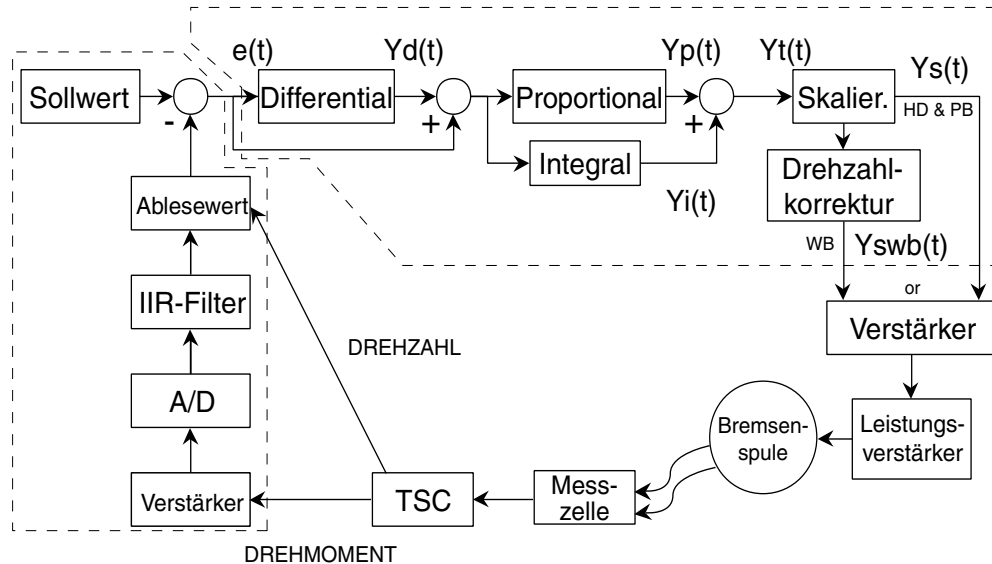 e(t)
Yd(t)
Yp(t)
Yt(t)
Ys(t)
Sollwert
Differential
Proportional
Skalier.
HD & PB
-
+
+
Integral
Drehzahl-
korrektur
Ablesewert
Yi(t)
WB
Yswb(t)
or
IIR-Filter
Verstärker
DREHZAHL
A/D
Bremsen-
spule
Leistungs-
verstärker
Verstärker
TSC
Mess-
zelle
DREHMOMENT